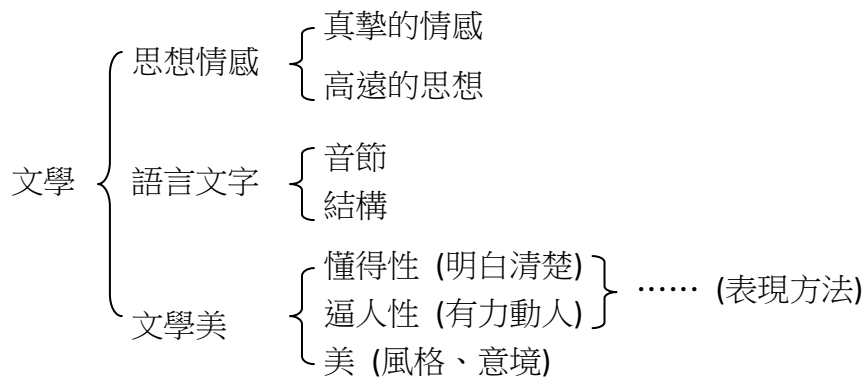 真摯的情感
思想情感
高遠的思想
音節
文學 語言文字
結構
懂得性 (明白清楚)
逼人性 (有力動人) …… (表現方法)
文學美
美 (風格、意境)